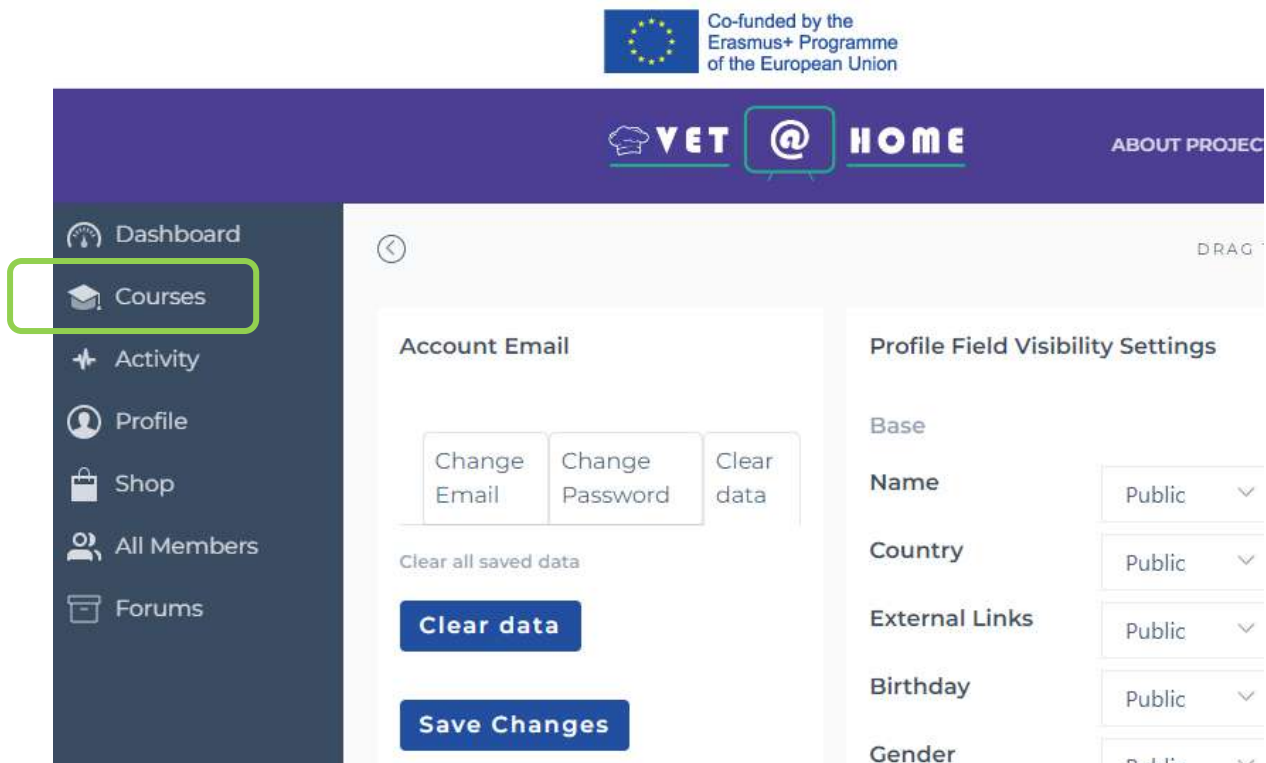 Co-funded by the
Erasmus+ Programme
of the European Union
VET @ HOME
ABOUT PROJEC
Dashboard
Courses
Activity
Profile
Shop
All Members
Forums
DRAG
Account Email
Change
Email
Change
Password
Clear
data
Clear all saved data
Clear data
Save Changes
Profile Field Visibility Settings
Base
Name
Public
Country
Public
External Links
Public
Birthday
Public
Gender